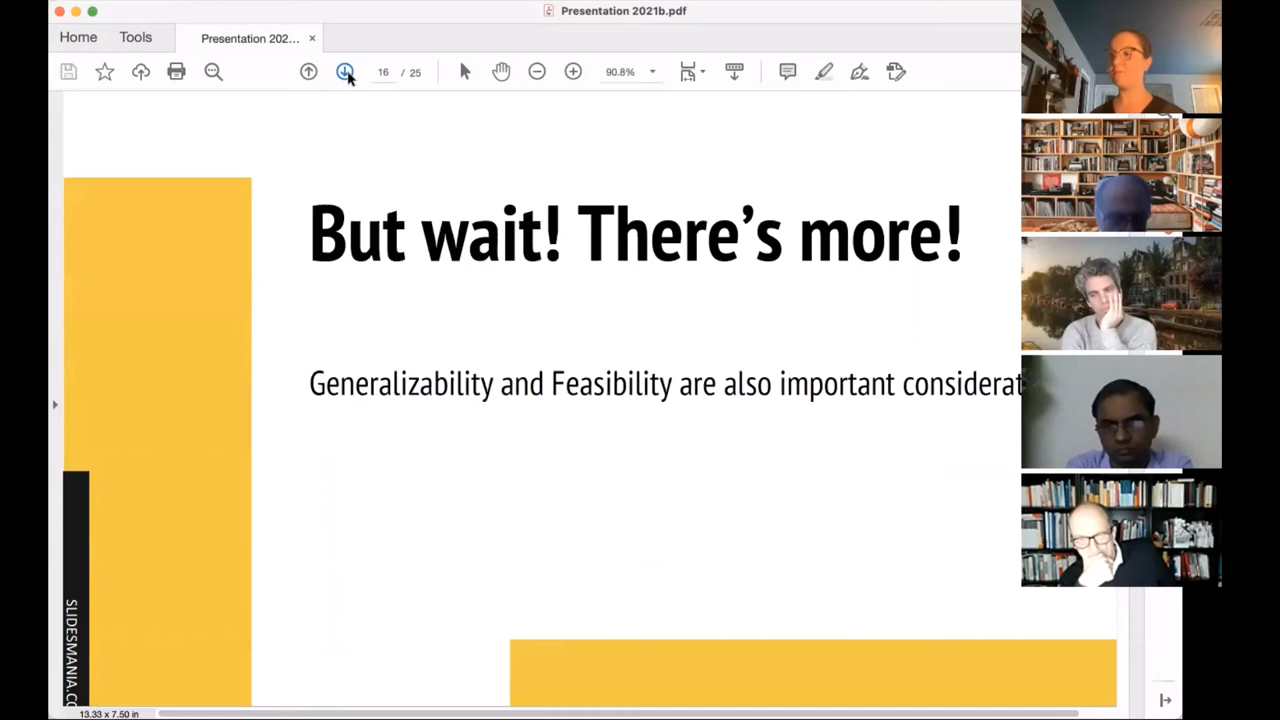 Presentation 2021b.pdf
Home
Tools
Presentation 202...
16 / 25
90.8%
But wait! There's more!
Generalizability and Feasibility are also important considerat
SLIDESMANIA.CO
13.33 x 7.50 in